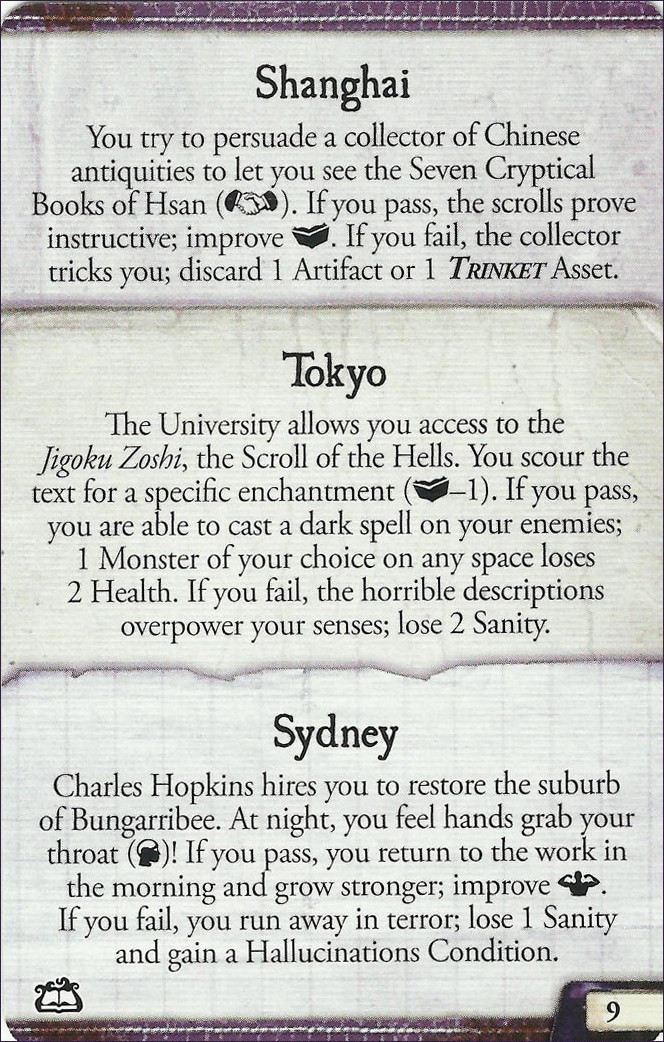 Shanghai
You try to persuade a collector of Chinese
antiquities to let you see the Seven Cryptical
Books of Hsan (). If you pass, the scrolls prove
instructive; improve . If you fail, the collector
tricks you; discard 1 Artifact or 1 TRINKET Asset.
Tokyo
The University allows you access to the
Jigoku Zoshi, the Scroll of the Hells. You scour the
text for a specific enchantment (–1). If you pass,
you are able to cast a dark spell on your enemies;
1 Monster of your choice on any space loses
2 Health. If you fail, the horrible descriptions
overpower your senses; lose 2 Sanity.
Sydney
Charles Hopkins hires you to restore the suburb
of Bungarribee. At night, you feel hands grab your
throat ()! If you pass, you return to the work in
the morning and grow stronger; improve .
If you fail, you run away in terror; lose 1 Sanity
and gain a Hallucinations Condition.
9